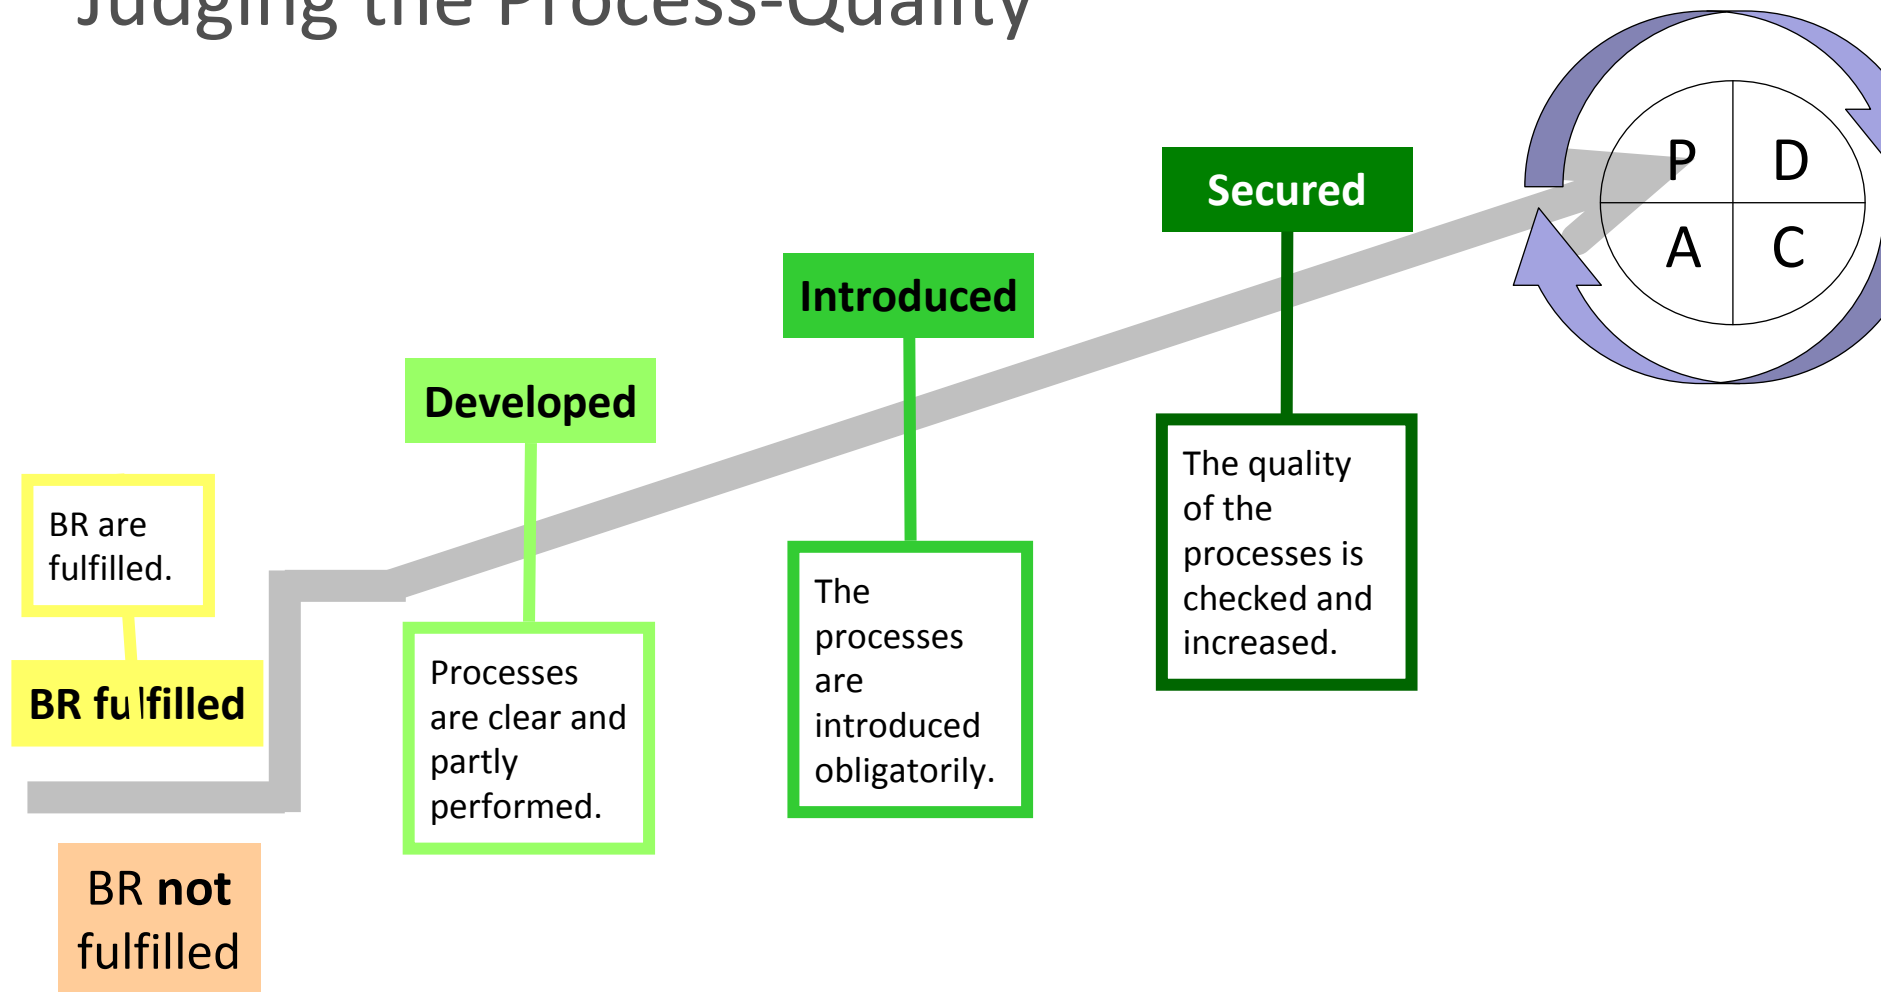 Judging the Process-Quality
P D
A C
Secured
Introduced
Developed
The quality
of the
processes is
checked and
increased.
BR are
fulfilled.
The
processes
are
introduced
obligatorily.
BR fulfilled
Processes
are clear and
partly
performed.
BR not
fulfilled